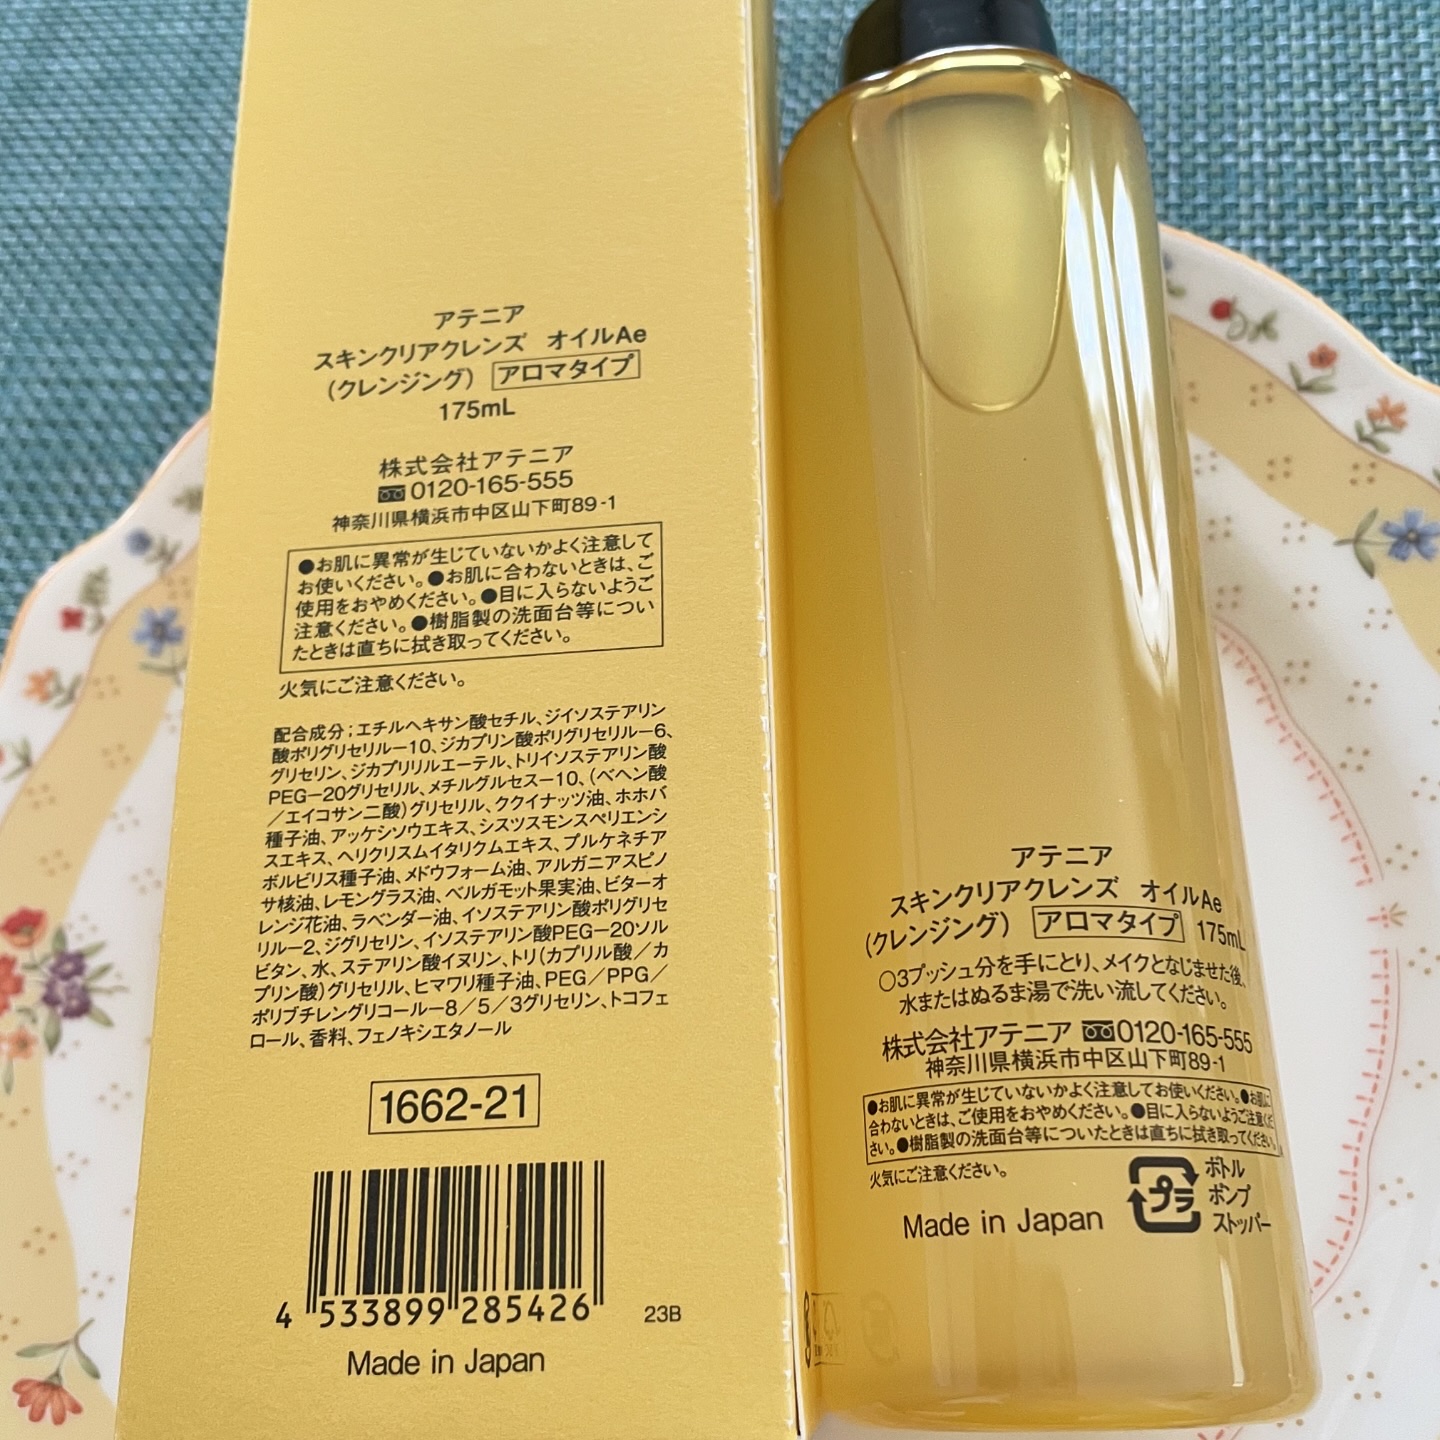 アテニア
スキンクリアクレンズ オイルAe
(クレンジング) アロマタイプ
175mL
株式会社アテニア
0120-165-555
神奈川県横浜市中区山下町89-1
●お肌に異常が生じていないかよく注意して
お使いください。●お肌に合わないときは、ご
使用をおやめください。●目に入らないようご
注意ください。●樹脂製の洗面台等につい
たときは直ちに拭き取ってください。
火気にご注意ください。
配合成分;エチルヘキサン酸セチル、ジイソステアリン
酸ポリグリセリル-10、ジカプリン酸ポリグリセリル-6、
グリセリン、ジカプリリルエーテル、トリイソステアリン酸
PEG-20グリセリル、メチルグルセス-10、(ベヘン酸
/エイコサン二酸)グリセリル、ククイナッツ油、ホホバ
種子油、アッケシソウエキス、シスツスモンスペリエンシ
スエキス、ヘリクリスムイタリクムエキス、プルケネチア
ボルビリス種子油、メドウフォーム油、アルガニアスピノ
サ核油、レモングラス油、ベルガモット果実油、ビターオ
レンジ花油、ラベンダー油、イソステアリン酸ポリグリセ
リル-2、ジグリセリン、イソステアリン酸PEG-20ソル
ビタン、水、ステアリン酸イヌリン、トリ(カプリル酸/カ
プリン酸)グリセリル、ヒマワリ種子油、PEG/PPG/
ポリブチレングリコール-8/5/3グリセリン、トコフェ
ロール、香料、フェノキシエタノール
1662-21
4 533899 285426
23B
Made in Japan
アテニア
スキンクリアクレンズ オイルAe
(クレンジング) アロマタイプ 175mL
○3プッシュ分を手にとり、メイクとなじませた後、
水またはぬるま湯で洗い流してください。
株式会社アテニア 0120-165-555
神奈川県横浜市中区山下町89-1
●お肌に異常が生じていないかよく注意してお使いください。●お肌に
合わないときは、ご使用をおやめください。●目に入らないようご注意くだ
さい。●樹脂製の洗面台等についたときは直ちに拭き取ってください。
火気にご注意ください。
Made in Japan
プラ
ボトル
ポンプ
ストッパー